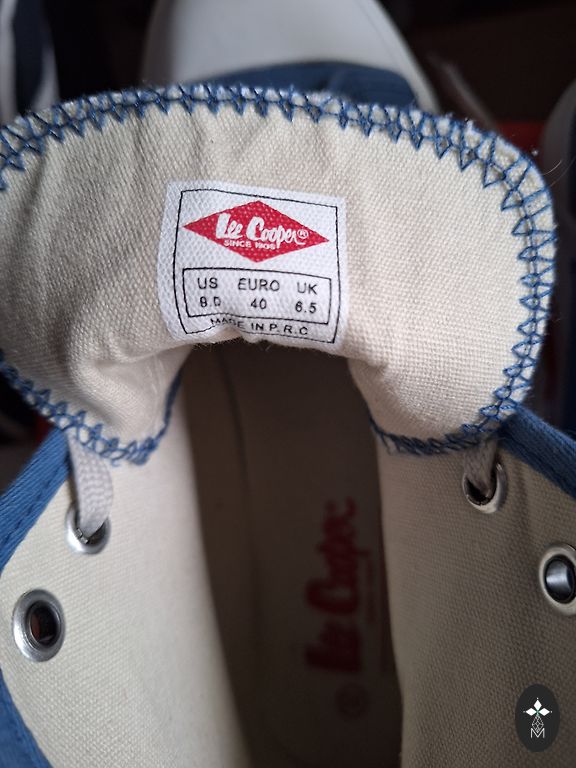 Lee Cooper®
SINCE 1908
US EURO UK
8.0 40 6.5
MADE IN P.R.C
Lee Cooper
M